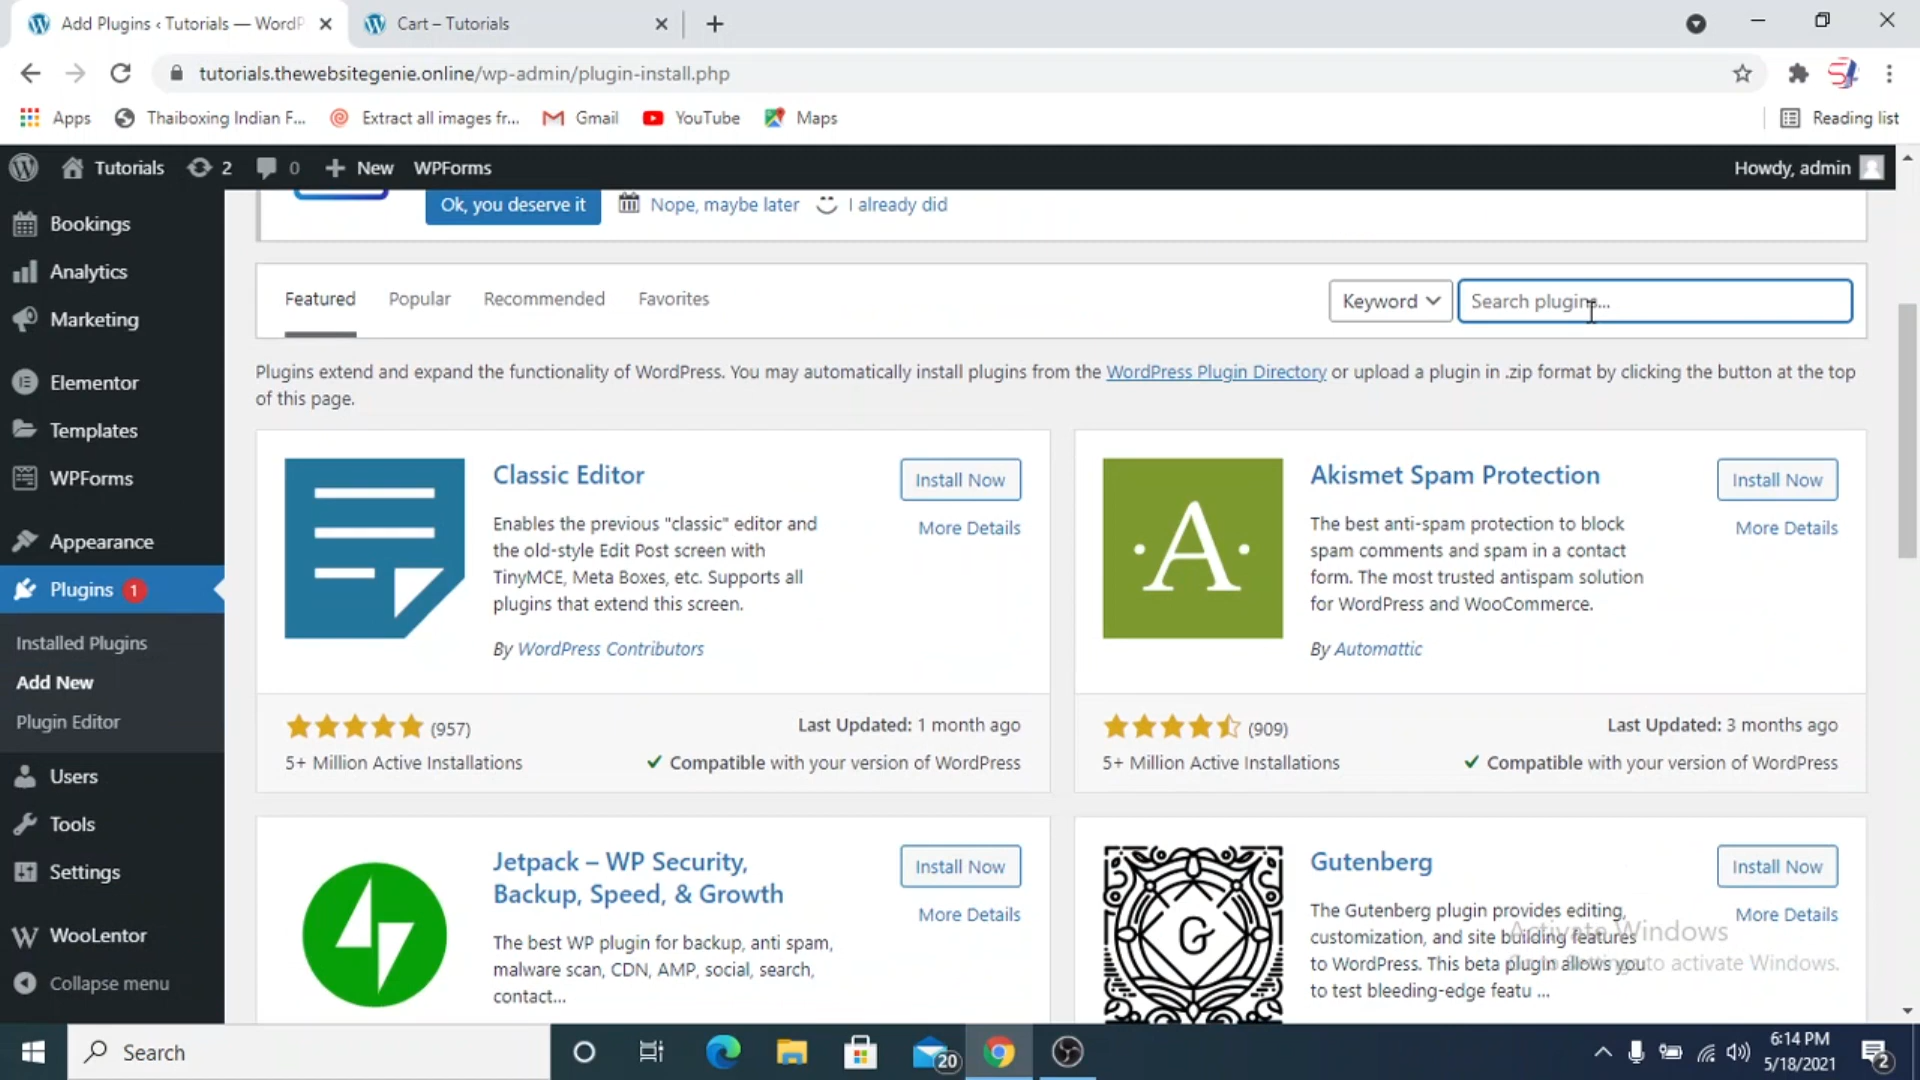 Add Plugins ‹ Tutorials — WordP
Cart – Tutorials
tutorials.thewebsitegenie.online/wp-admin/plugin-install.php
Apps
Thaiboxing Indian F...
Extract all images fr...
Gmail
YouTube
Maps
Reading list
Tutorials
2
0
New
WPForms
Howdy, admin
Ok, you deserve it
Nope, maybe later
I already did
Bookings
Analytics
Marketing
Elementor
Templates
WPForms
Appearance
Plugins 1
Installed Plugins
Add New
Plugin Editor
Users
Tools
Settings
WooLentor
Collapse menu
Featured
Popular
Recommended
Favorites
Keyword
Search plugins...
Plugins extend and expand the functionality of WordPress. You may automatically install plugins from the WordPress Plugin Directory or upload a plugin in .zip format by clicking the button at the top
of this page.
Classic Editor
Install Now
More Details
Enables the previous "classic" editor and
the old-style Edit Post screen with
TinyMCE, Meta Boxes, etc. Supports all
plugins that extend this screen.
By WordPress Contributors
(957)
Last Updated: 1 month ago
5+ Million Active Installations
Compatible with your version of WordPress
A
Akismet Spam Protection
Install Now
More Details
The best anti-spam protection to block
spam comments and spam in a contact
form. The most trusted antispam solution
for WordPress and WooCommerce.
By Automattic
(909)
Last Updated: 3 months ago
5+ Million Active Installations
Compatible with your version of WordPress
Jetpack – WP Security,
Backup, Speed, & Growth
Install Now
More Details
The best WP plugin for backup, anti spam,
malware scan, CDN, AMP, social, search,
contact...
G
Gutenberg
Install Now
More Details
The Gutenberg plugin provides editing,
customization, and site building features
to WordPress. This beta plugin allows you
to test bleeding-edge featu ...
Activate Windows
Go to Settings to activate Windows.
Search
20
6:14 PM
5/18/2021
2